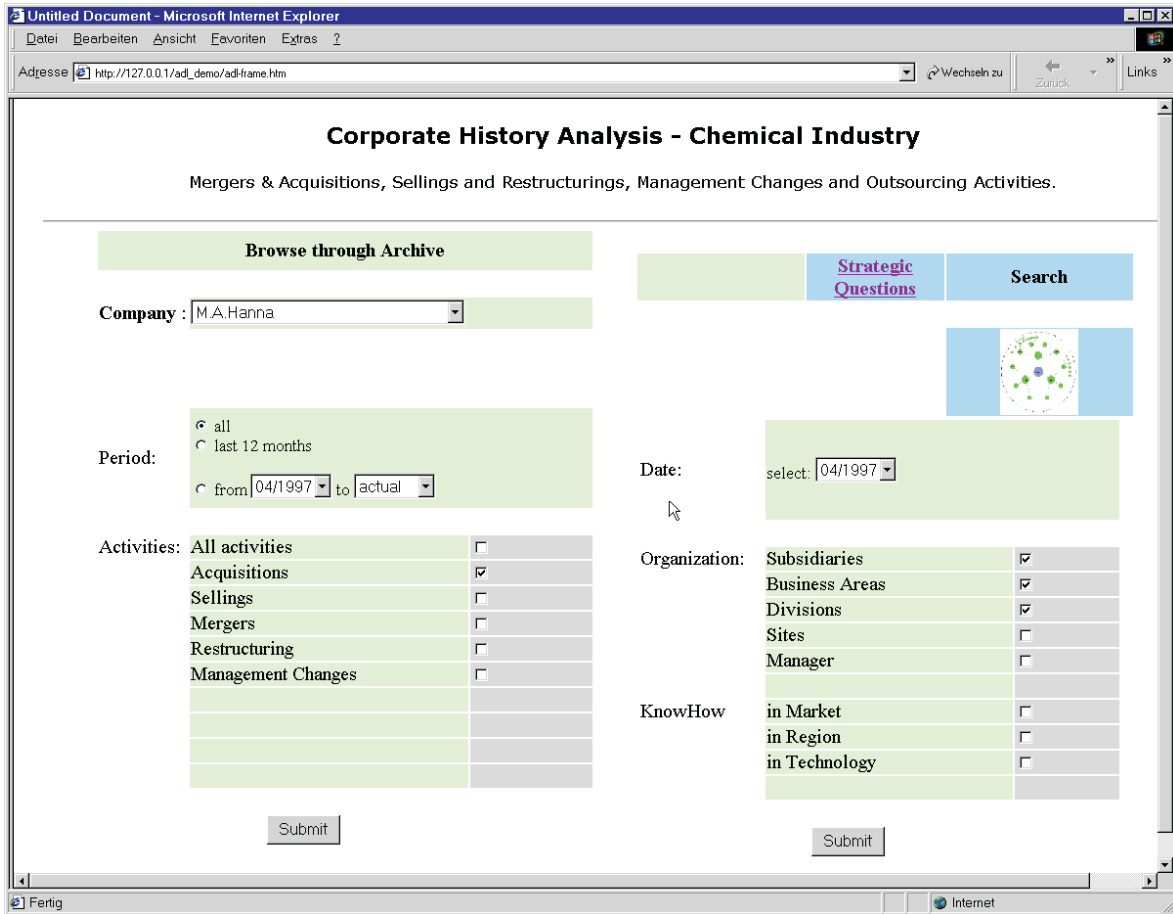 Untitled Document - Microsoft Internet Explorer
Datei Bearbeiten Ansicht Favoriten Extras ?
Adresse http://127.0.0.1/adl_demo/adl-frame.htm Wechseln zu Zurück » Links »
Corporate History Analysis - Chemical Industry
Mergers & Acquisitions, Sellings and Restructurings, Management Changes and Outsourcing Activities.
Browse through Archive
Company : M.A.Hanna
Period:
all
last 12 months
from 04/1997 to actual
Activities: All activities
Acquisitions
Sellings
Mergers
Restructuring
Management Changes
Submit
Strategic
Questions
Search
Date:
select: 04/1997
Organization: Subsidiaries
Business Areas
Divisions
Sites
Manager
KnowHow in Market
in Region
in Technology
Submit
Fertig Internet